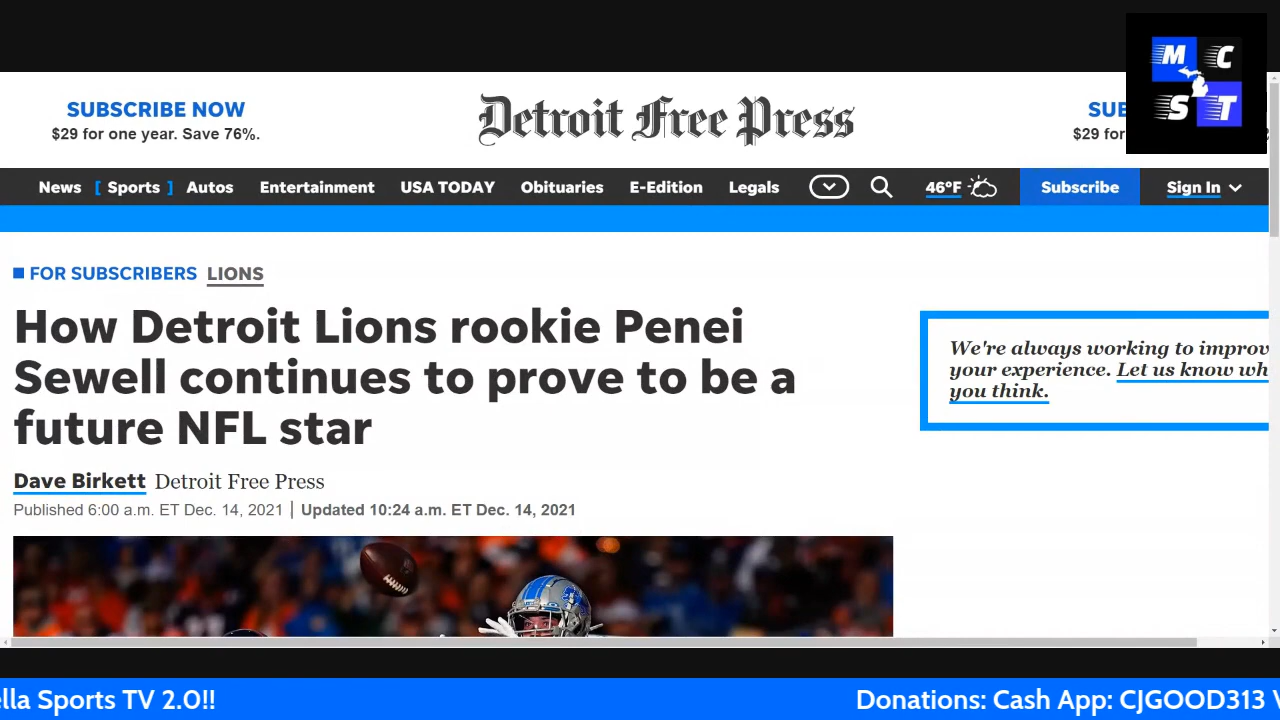 M C
S T
SUBSCRIBE NOW
$29 for one year. Save 76%.
Detroit Free Press
SUB
$29 for
News [ Sports ] Autos Entertainment USA TODAY Obituaries E-Edition Legals 46°F Subscribe Sign In
FOR SUBSCRIBERS LIONS
How Detroit Lions rookie Penei
Sewell continues to prove to be a
future NFL star
Dave Birkett Detroit Free Press
Published 6:00 a.m. ET Dec. 14, 2021 | Updated 10:24 a.m. ET Dec. 14, 2021
We're always working to improv
your experience. Let us know wh
you think.
ella Sports TV 2.0!! Donations: Cash App: CJGOOD313 V